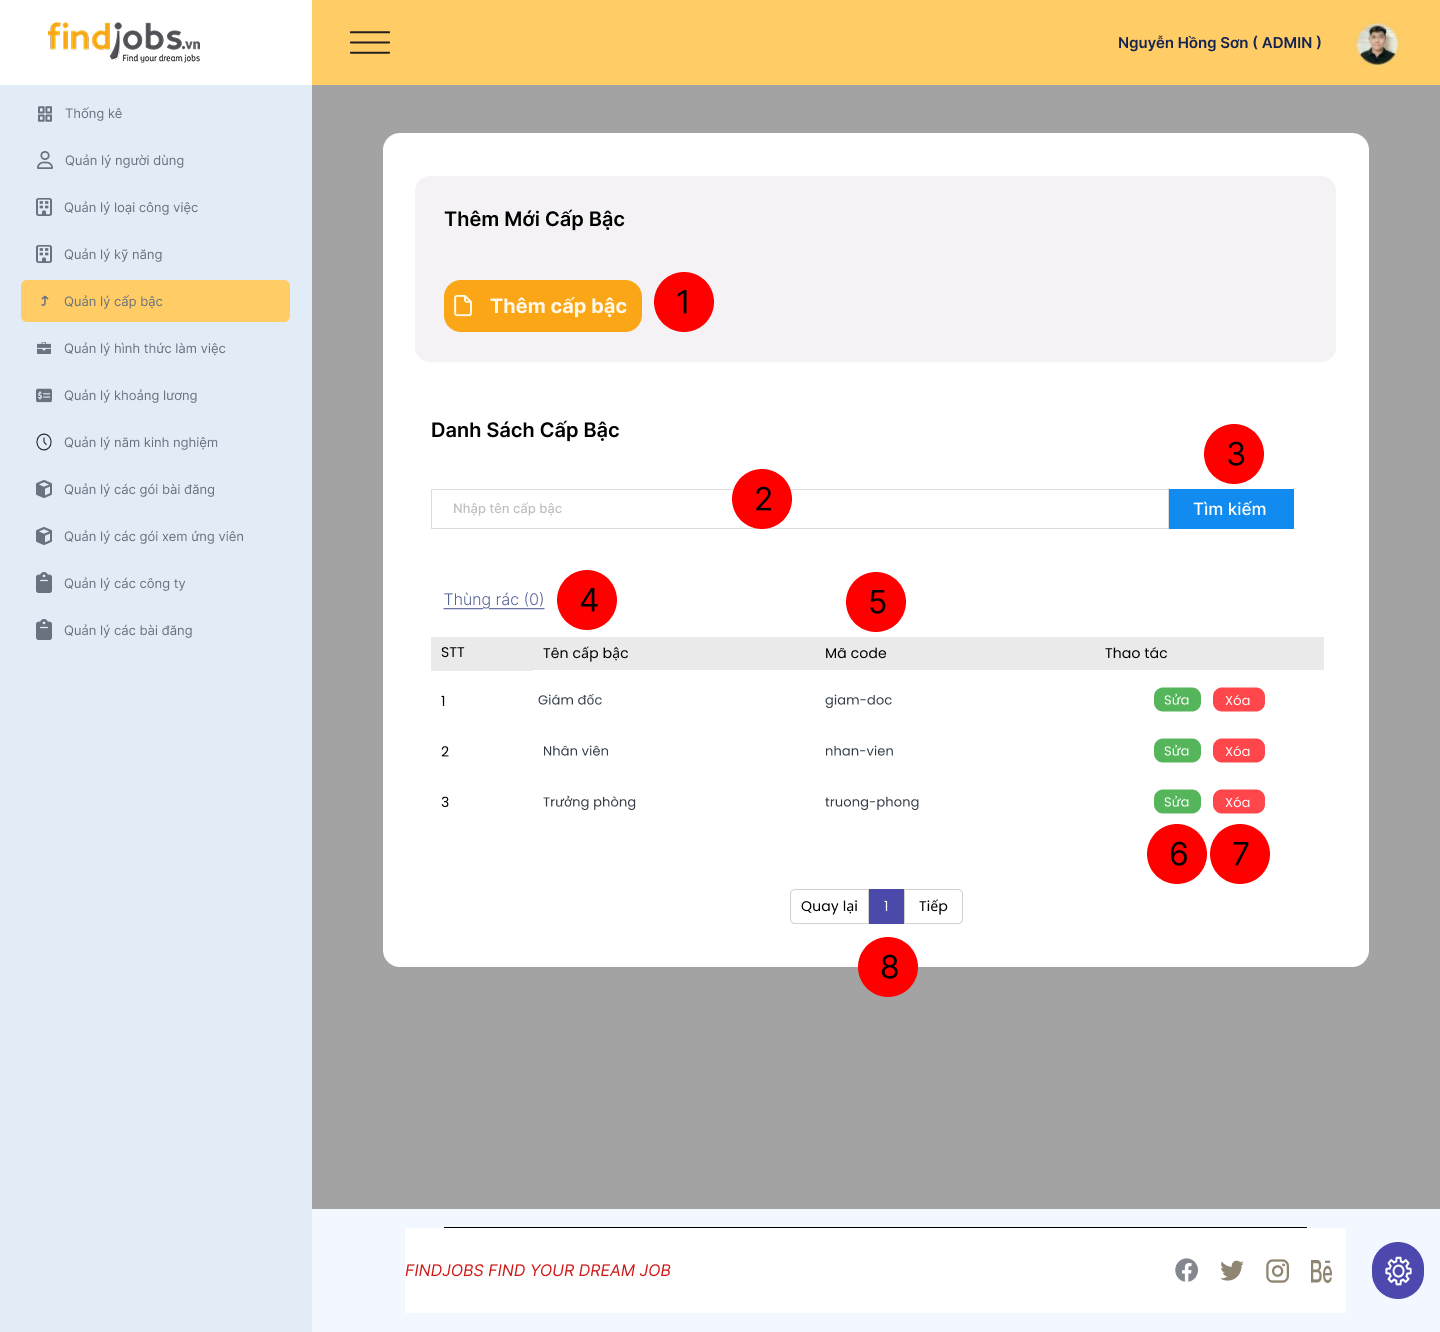 findjobs.vn
Find your dream jobs
Nguyễn Hồng Sơn ( ADMIN )
Thống kê
Quản lý người dùng
Quản lý loại công việc
Quản lý kỹ năng
Quản lý cấp bậc
Quản lý hình thức làm việc
Quản lý khoảng lương
Quản lý năm kinh nghiệm
Quản lý các gói bài đăng
Quản lý các gói xem ứng viên
Quản lý các công ty
Quản lý các bài đăng
Thêm Mới Cấp Bậc
Thêm cấp bậc
1
Danh Sách Cấp Bậc
3
2
Nhập tên cấp bậc
Tìm kiếm
Thùng rác (0)
4
5
STT Tên cấp bậc Mã code Thao tác
1 Giám đốc giam-doc Sửa Xóa
2 Nhân viên nhan-vien Sửa Xóa
3 Trưởng phòng truong-phong Sửa Xóa
6 7
Quay lại 1 Tiếp
8
FINDJOBS FIND YOUR DREAM JOB
Bē